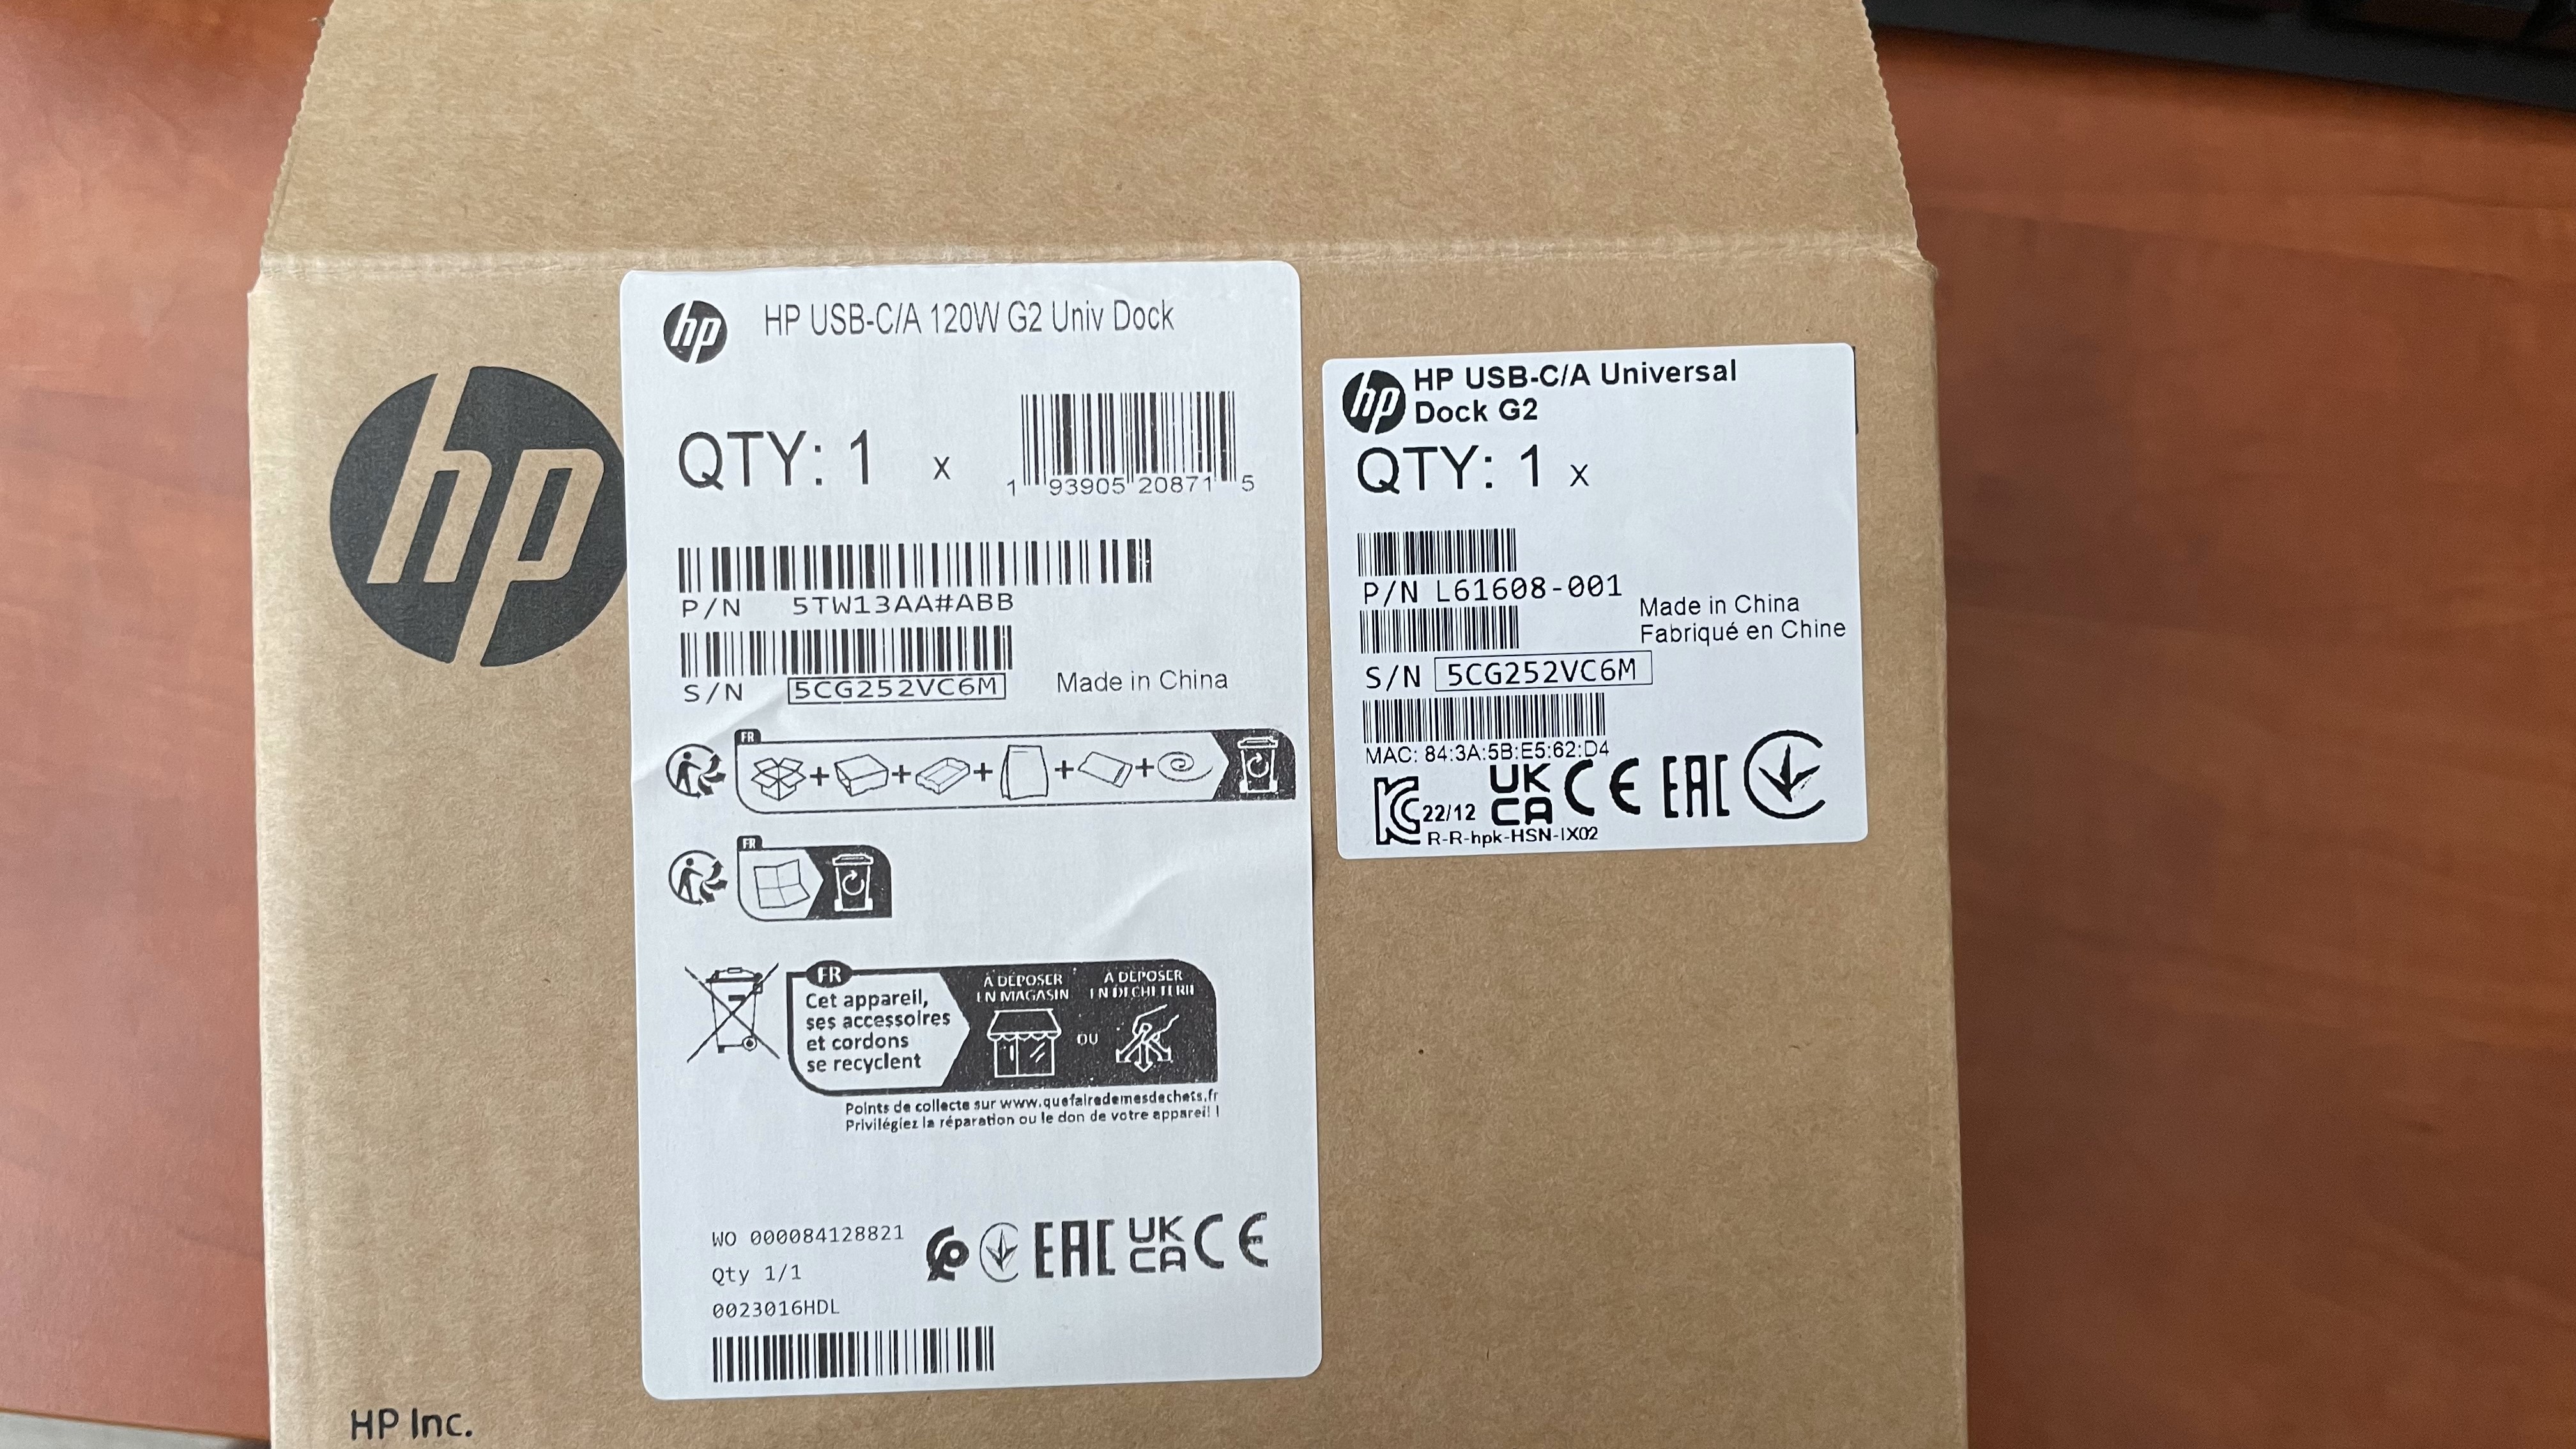 hp
HP Inc.
hp
HP USB-C/A 120W G2 Univ Dock
QTY: 1 x
1 93905 20871 5
P/N 5TW13AA#ABB
S/N 5CG252VC6M
Made in China
FR
FR
FR
Cet appareil,
ses accessoires
et cordons
se recyclent
À DÉPOSER
EN MAGASIN
OU
À DÉPOSER
EN DÉCHÈTERIE
Points de collecte sur www.quefairedemesdechets.fr
Privilégiez la réparation ou le don de votre appareil !
WO 000084128821
Qty 1/1
0023016HDL
EAC
UK
CA
CE
hp
HP USB-C/A Universal
Dock G2
QTY: 1 x
P/N L61608-001
Made in China
Fabriqué en Chine
S/N 5CG252VC6M
MAC: 84:3A:5B:E5:62:D4
KC
22/12
UK
CA
CE
EAC
R-R-hpk-HSN-IX02